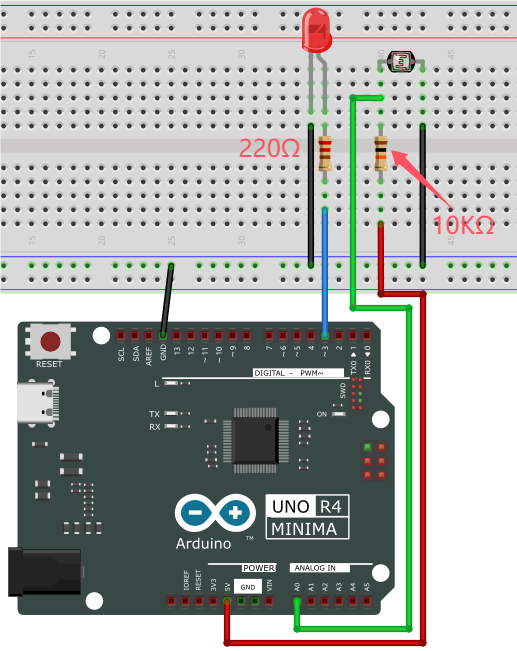 15
20
25
30
40
45
220Ω
10KΩ
15
20
25
30
45
RESET
SCL
SDA
AREF
GND
13
12
~11
~10
~9
8
7
~6
~5
4
~3
2
TX0▶1
RX0◀0
DIGITAL - PWM~
L
TX
RX
SWD
ON
UNO R4
MINIMA
Arduino
TM
POWER
ANALOG IN
IOREF
RESET
3V3
5V
GND
VIN
A0
A1
A2
A3
A4
A5